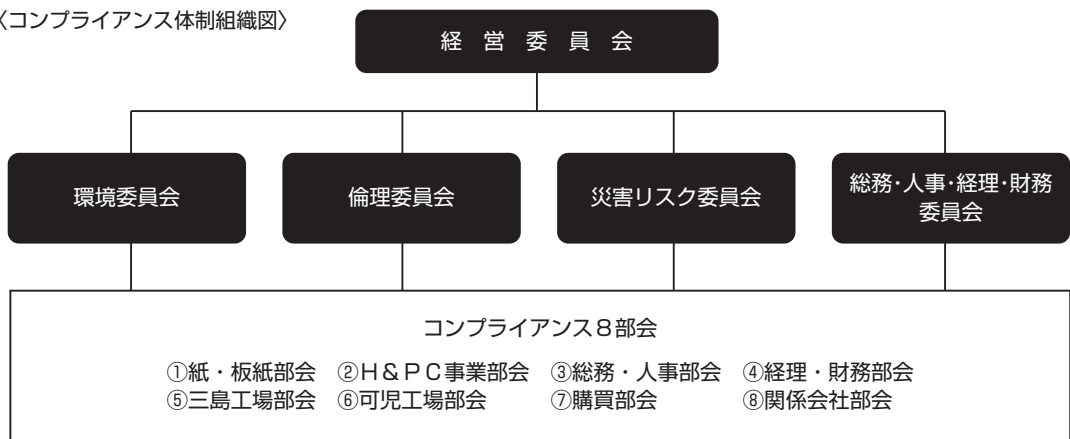 〈コンプライアンス体制組織図〉
経 営 委 員 会
環境委員会
倫理委員会
災害リスク委員会
総務・人事・経理・財務
委員会
コンプライアンス8部会
①紙・板紙部会 ②H&PC事業部会 ③総務・人事部会 ④経理・財務部会
⑤三島工場部会 ⑥可児工場部会 ⑦購買部会 ⑧関係会社部会